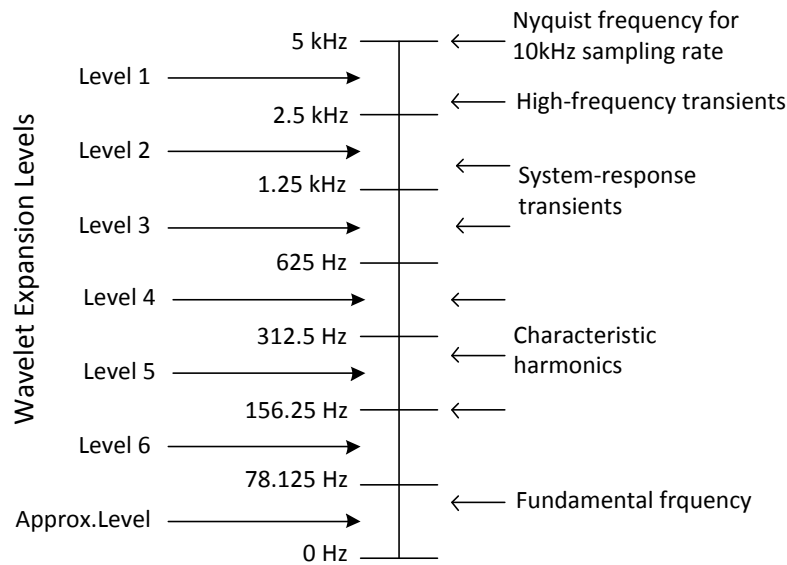 5 kHz
Nyquist frequency for
10kHz sampling rate
Level 1
High-frequency transients
2.5 kHz
Level 2
System-response
transients
1.25 kHz
Level 3
625 Hz
Level 4
312.5 Hz
Characteristic
harmonics
Level 5
156.25 Hz
Level 6
78.125 Hz
Fundamental frquency
Approx.Level
0 Hz
Wavelet Expansion Levels